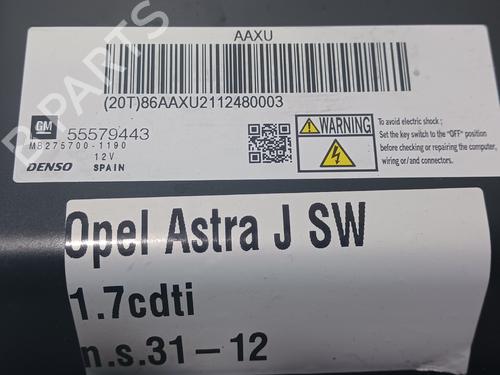 AAXU
(20T)86AAXU2112480003
GM 55579443
MB275700-1190
12V
DENSO SPAIN
WARNING
To avoid electric shock ;
Set the key switch to the "OFF" position
before checking or repairing the computer,
wiring or/and connectors.
B-PARTS
Opel Astra J SW
1.7cdti
n.s.31-12